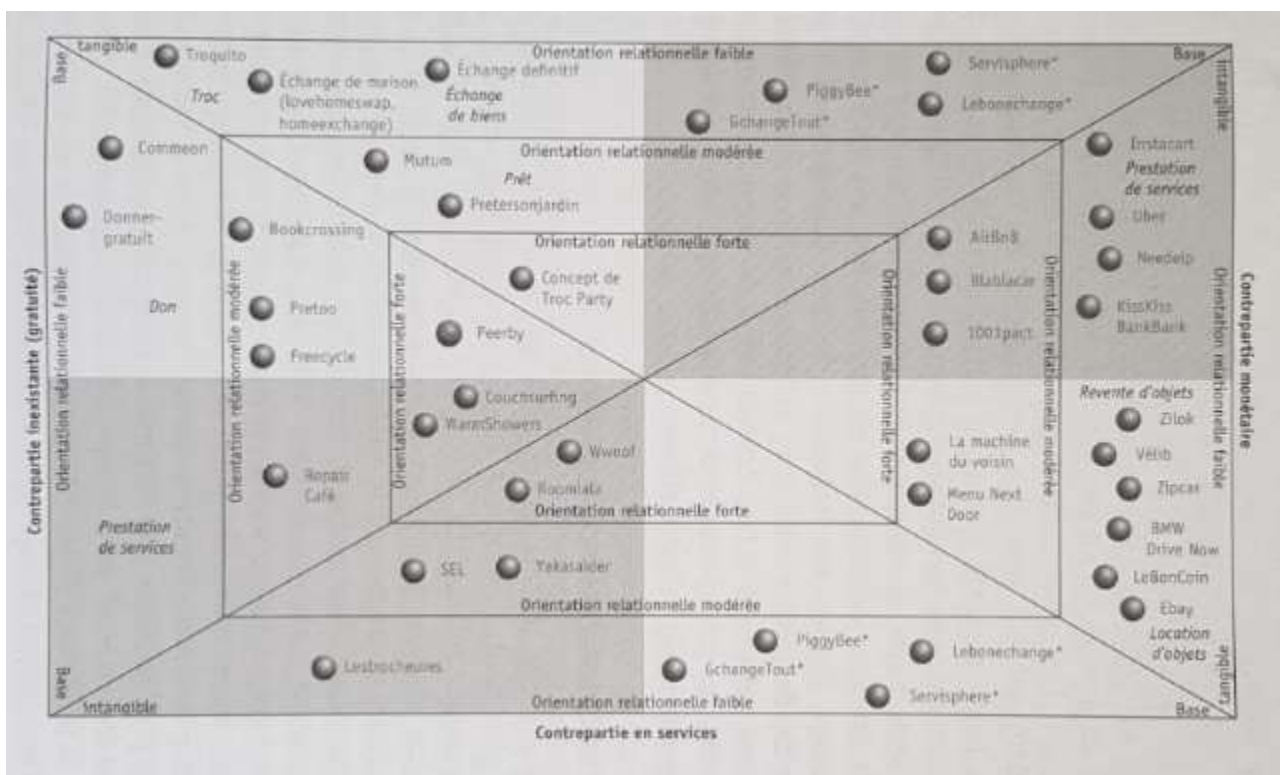 Base
tangible
Troquito
Troc
Échange de maison
(lovehomeswap,
homeexchange)
Échange définitif
Échange
de biens
Orientation relationnelle faible
PiggyBee*
GchangeTout*
Servisphere*
Lebonechange*
Base
Intangible
Commeon
Donner-
gratuit
Don
Contrepartie inexistante (gratuité)
Orientation relationnelle faible
Orientation relationnelle modérée
Mutum
Prêt
Pretersonjardin
Bookcrossing
Pretoo
Freecycle
Orientation relationnelle modérée
Orientation relationnelle forte
Concept de
Troc Party
Peerby
Orientation relationnelle forte
Couchsurfing
WarmShowers
Wwoof
Roomlala
Orientation relationnelle forte
AirBnB
Blablacar
1001pact
Orientation relationnelle forte
Orientation relationnelle modérée
Instacart
Prestation
de services
Uber
Needelp
KissKiss
BankBank
Orientation relationnelle faible
Contrepartie monétaire
Revente d'objets
Zilok
Vélib
Zipcar
BMW
Drive Now
LeBonCoin
Ebay
Location
d'objets
La machine
du voisin
Menu Next
Door
Repair
Café
Prestation
de services
SEL
Yakasaider
Orientation relationnelle modérée
PiggyBee*
GchangeTout*
Lebonechange*
Servisphere*
Base
Intangible
Orientation relationnelle faible
Base
tangible
Contrepartie en services